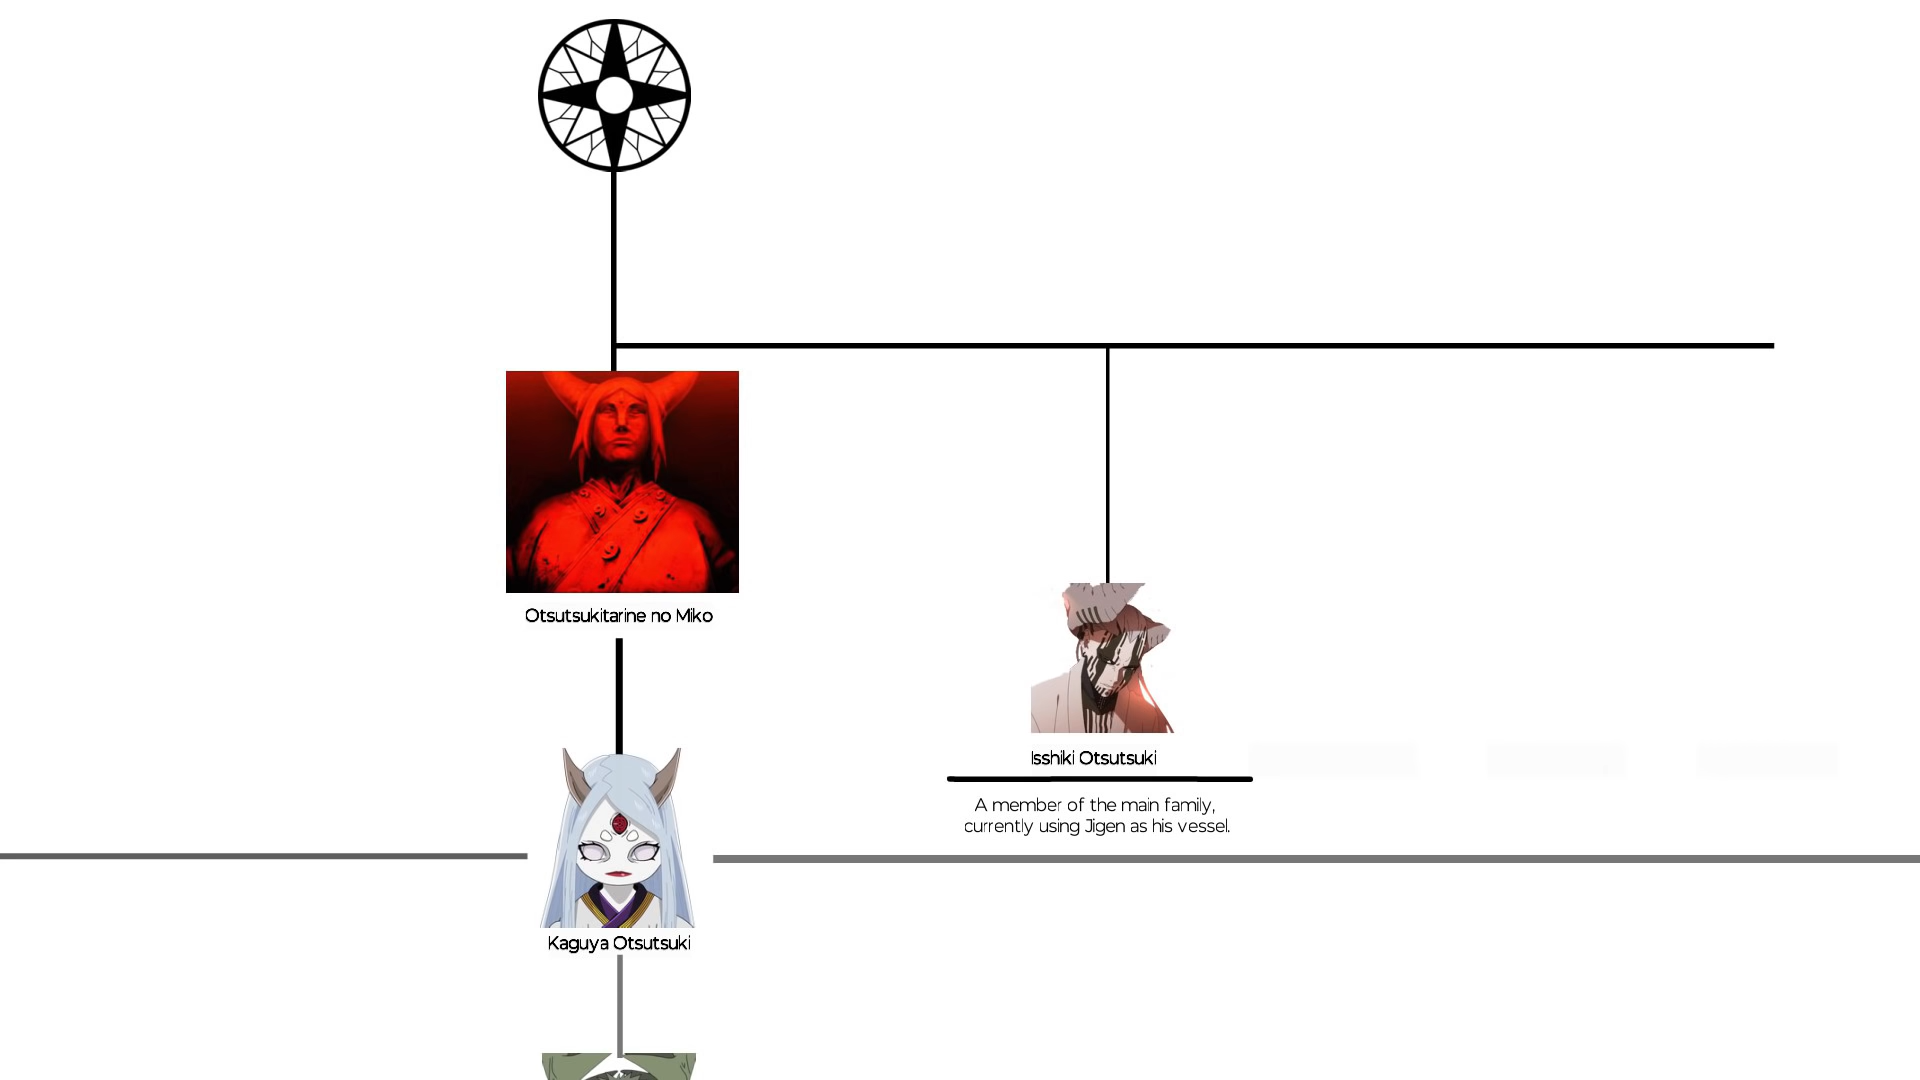 Otsutsukitarine no Miko
Isshiki Otsutsuki
A member of the main family,
currently using Jigen as his vessel.
Kaguya Otsutsuki